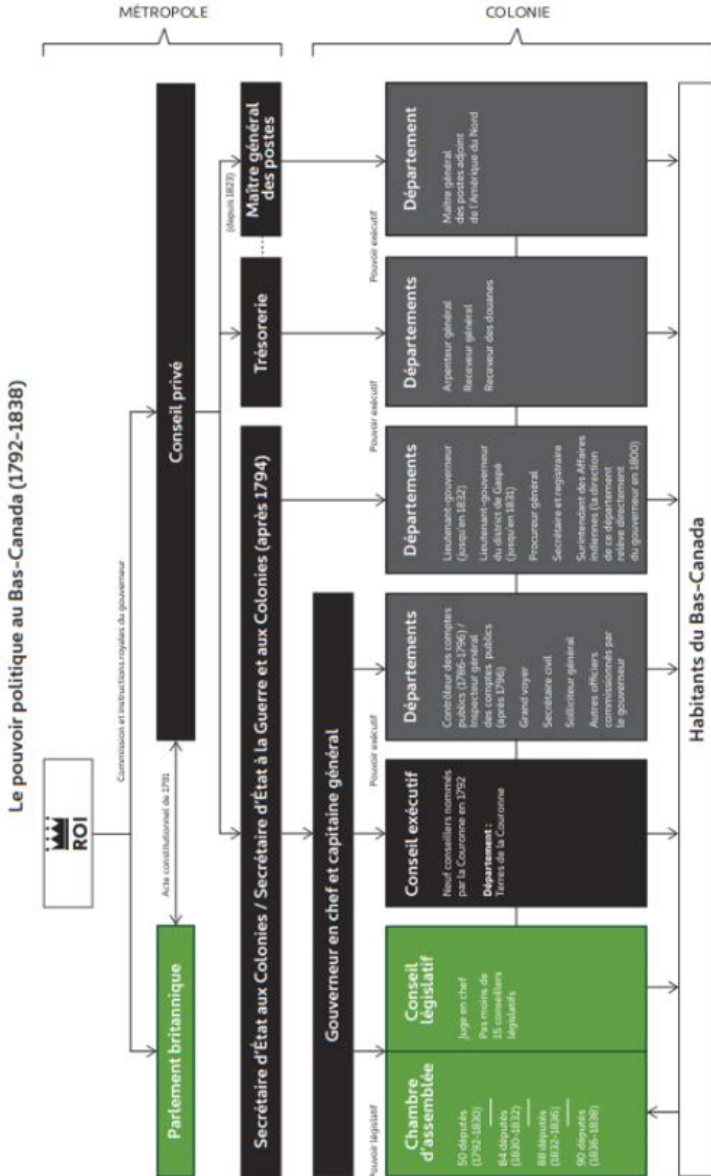 Le pouvoir politique au Bas-Canada (1792-1838)
MÉTROPOLE
ROI
Commission et instructions royales du gouverneur
Parlement britannique
Acte constitutionnel de 1791
Conseil privé
(depuis 1823)
Secrétaire d'État aux Colonies / Secrétaire d'État à la Guerre et aux Colonies (après 1794)
Trésorerie
Maître général
des postes
COLONIE
Gouverneur en chef et capitaine général
Pouvoir législatif
Pouvoir exécutif
Pouvoir exécutif
Pouvoir exécutif
Chambre
d'assemblée
50 députés
(1792-1830)
84 députés
(1830-1832)
88 députés
(1832-1836)
90 députés
(1836-1838)
Conseil
législatif
Juge en chef
Pas moins de
15 conseillers
législatifs
Conseil exécutif
Neuf conseillers nommés
par la Couronne en 1792
Département :
Terres de la Couronne
Départements
Contrôleur des comptes
publics (1786-1796) /
Inspecteur général
des comptes publics
(après 1796)
Grand voyer
Secrétaire civil
Solliciteur général
Autres officiers
commissionnés par
le gouverneur
Départements
Lieutenant-gouverneur
(jusqu'en 1832)
Lieutenant-gouverneur
du district de Gaspé
(jusqu'en 1831)
Procureur général
Secrétaire et registraire
Surintendant des Affaires
indiennes (la direction
de ce département
relève directement
du gouverneur en 1800)
Départements
Arpenteur général
Receveur général
Receveur des douanes
Département
Maître général
des postes adjoint
de l'Amérique du Nord
Habitants du Bas-Canada